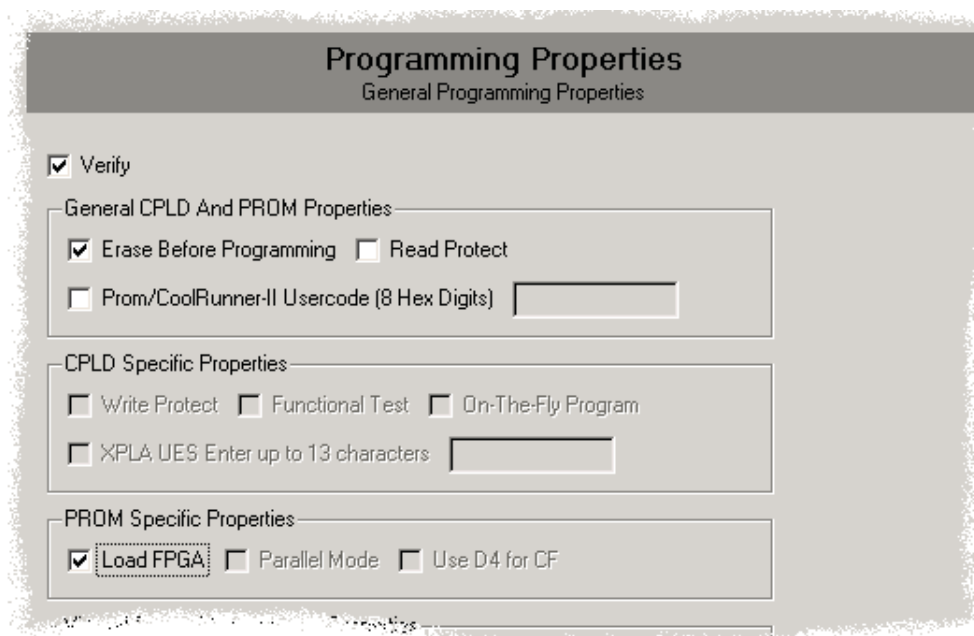 Programming Properties
General Programming Properties
Verify
General CPLD And PROM Properties
Erase Before Programming Read Protect
Prom/CoolRunner-II Usercode (8 Hex Digits)
CPLD Specific Properties
Write Protect Functional Test On-The-Fly Program
XPLA UES Enter up to 13 characters
PROM Specific Properties
Load FPGA Parallel Mode Use D4 for CF